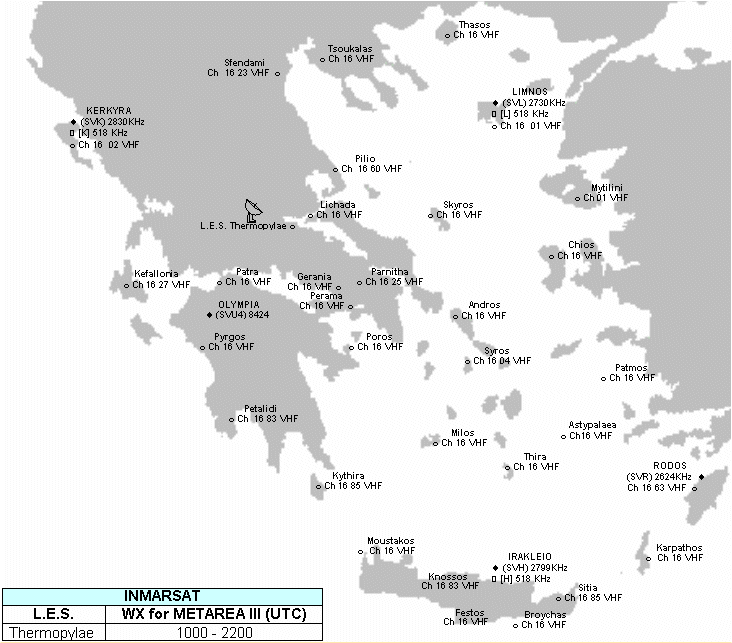 Thasos
Ch 16 VHF
Tsoukalas
Ch 16 VHF
Sfendami
Ch 16 23 VHF
LIMNOS
(SVL) 2730KHz
[L] 518 KHz
Ch 16 01 VHF
KERKYRA
(SVK) 2830KHz
[K] 518 KHz
Ch 16 02 VHF
Pilio
Ch 16 60 VHF
Mytilini
Ch 01 VHF
Lichada
Ch 16 VHF
Skyros
Ch 16 VHF
L.E.S. Thermopylae
Chios
Ch 16 VHF
Kefallonia
Ch 16 27 VHF
Patra
Ch 16 VHF
Gerania
Ch 16 VHF
Parnitha
Ch 16 25 VHF
Perama
Ch 16 VHF
OLYMPIA
(SVU4) 8424
Andros
Ch 16 VHF
Pyrgos
Ch 16 VHF
Poros
Ch 16 VHF
Syros
Ch 16 04 VHF
Patmos
Ch 16 VHF
Petalidi
Ch 16 83 VHF
Milos
Ch 16 VHF
Astypalaea
Ch16 VHF
Thira
Ch 16 VHF
RODOS
(SVR) 2624KHz
Ch 16 63 VHF
Kythira
Ch 16 85 VHF
Moustakos
Ch 16 VHF
IRAKLEIO
(SVH) 2799KHz
[H] 518 KHz
Karpathos
Ch 16 VHF
Knossos
Ch 16 83 VHF
Sitia
Ch 16 85 VHF
Festos
Ch 16 VHF
Broychas
Ch 16 VHF
INMARSAT
L.E.S. WX for METAREA III (UTC)
Thermopylae 1000 - 2200